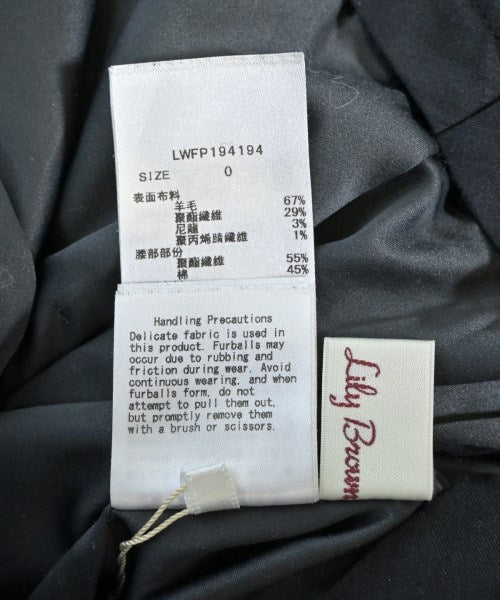 LWFP194194
SIZE 0
表面布料
羊毛 67%
聚酯纖維 29%
尼龍 3%
聚丙烯腈纖維 1%
腰部部份
聚酯纖維 55%
棉 45%
Handling Precautions
Delicate fabric is used in
this product. Furballs may
occur due to rubbing and
friction during wear. Avoid
continuous wearing, and when
furballs form, do not
attempt to pull them out,
but promptly remove them
with a brush or scissors.
Lily Brown